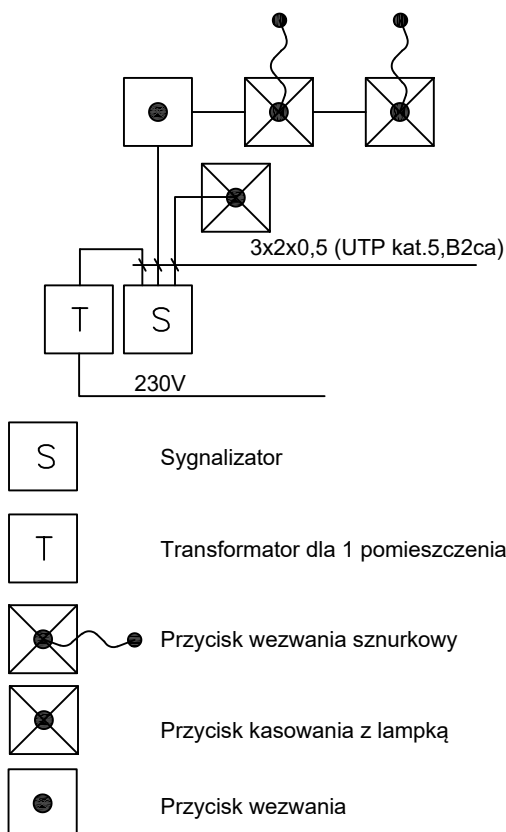 3x2x0,5 (UTP kat.5,B2ca)
T S
230V
S Sygnalizator
T Transformator dla 1 pomieszczenia
Przycisk wezwania sznurkowy
Przycisk kasowania z lampką
Przycisk wezwania